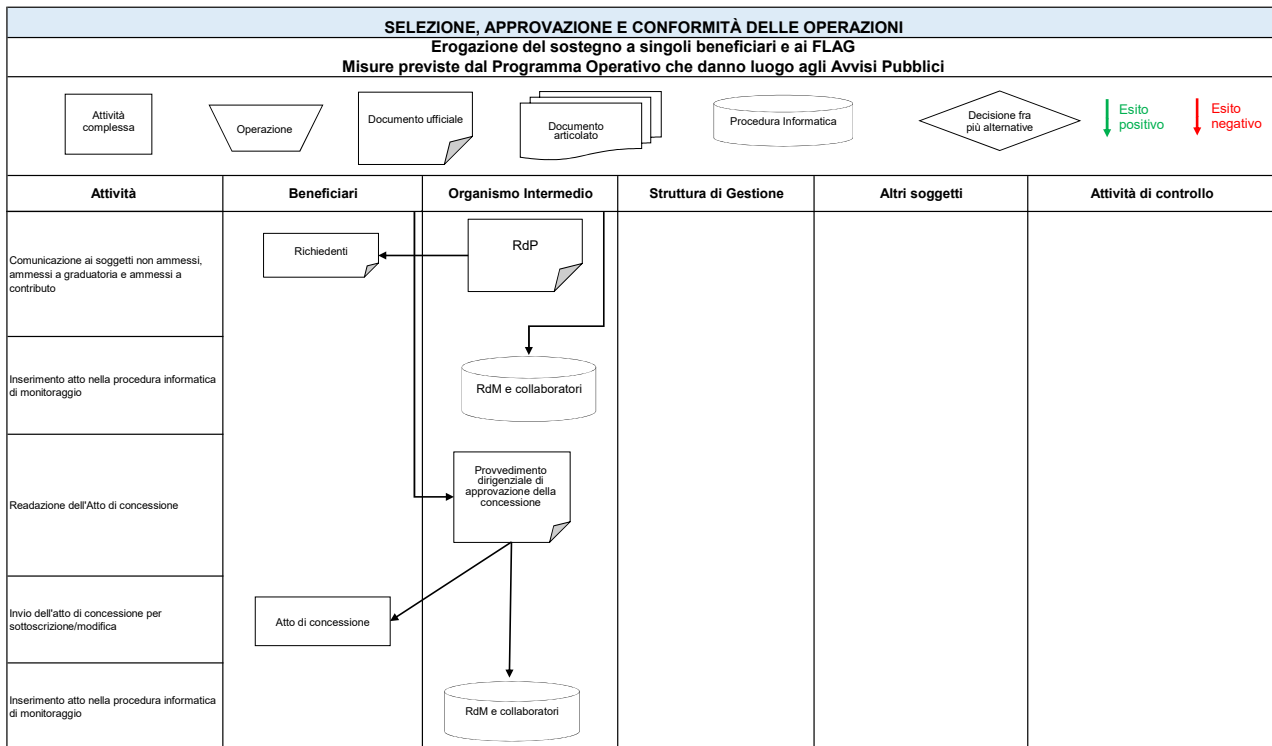 SELEZIONE, APPROVAZIONE E CONFORMITÀ DELLE OPERAZIONI
Erogazione del sostegno a singoli beneficiari e ai FLAG
Misure previste dal Programma Operativo che danno luogo agli Avvisi Pubblici
Attività
complessa
Operazione
Documento ufficiale
Documento
articolato
Procedura Informatica
Decisione fra
più alternative
Esito
positivo
Esito
negativo
Attività
Beneficiari
Organismo Intermedio
Struttura di Gestione
Altri soggetti
Attività di controllo
Comunicazione ai soggetti non ammessi,
ammessi a graduatoria e ammessi a
contributo
Richiedenti
RdP
Inserimento atto nella procedura informatica
di monitoraggio
RdM e collaboratori
Readazione dell'Atto di concessione
Provvedimento
dirigenziale di
approvazione della
concessione
Invio dell'atto di concessione per
sottoscrizione/modifica
Atto di concessione
Inserimento atto nella procedura informatica
di monitoraggio
RdM e collaboratori